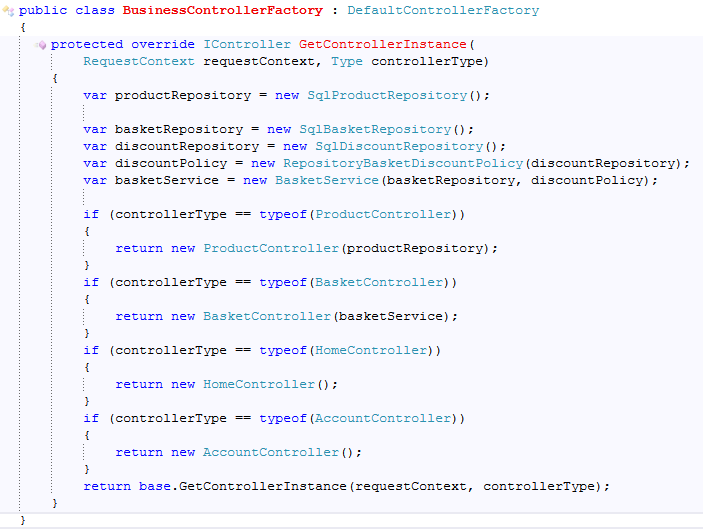 public class BusinessControllerFactory : DefaultControllerFactory
{
protected override IController GetControllerInstance(
RequestContext requestContext, Type controllerType)
{
var productRepository = new SqlProductRepository();
var basketRepository = new SqlBasketRepository();
var discountRepository = new SqlDiscountRepository();
var discountPolicy = new RepositoryBasketDiscountPolicy(discountRepository);
var basketService = new BasketService(basketRepository, discountPolicy);
if (controllerType == typeof(ProductController))
{
return new ProductController(productRepository);
}
if (controllerType == typeof(BasketController))
{
return new BasketController(basketService);
}
if (controllerType == typeof(HomeController))
{
return new HomeController();
}
if (controllerType == typeof(AccountController))
{
return new AccountController();
}
return base.GetControllerInstance(requestContext, controllerType);
}
}